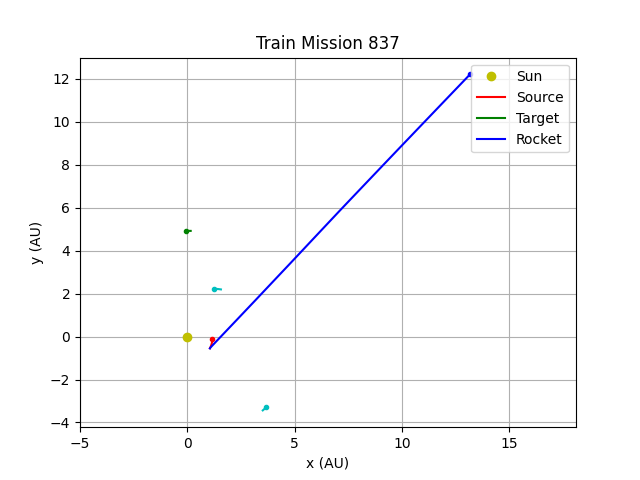 Train Mission 837
12
10
8
6
4
2
0
−2
−4
y (AU)
−5
0
5
10
15
x (AU)
Sun
Source
Target
Rocket